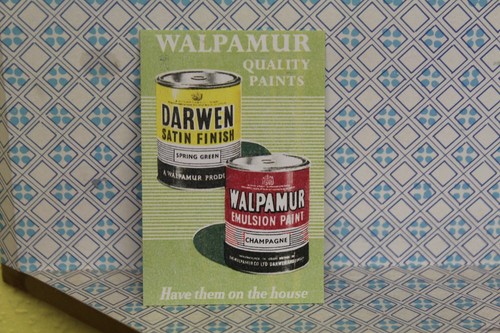 WALPAMUR
QUALITY
PAINTS
DARWEN
SATIN FINISH
SPRING GREEN
A WALPAMUR PRODU
WALPAMUR
EMULSION PAINT
CHAMPAGNE
Have them on the house